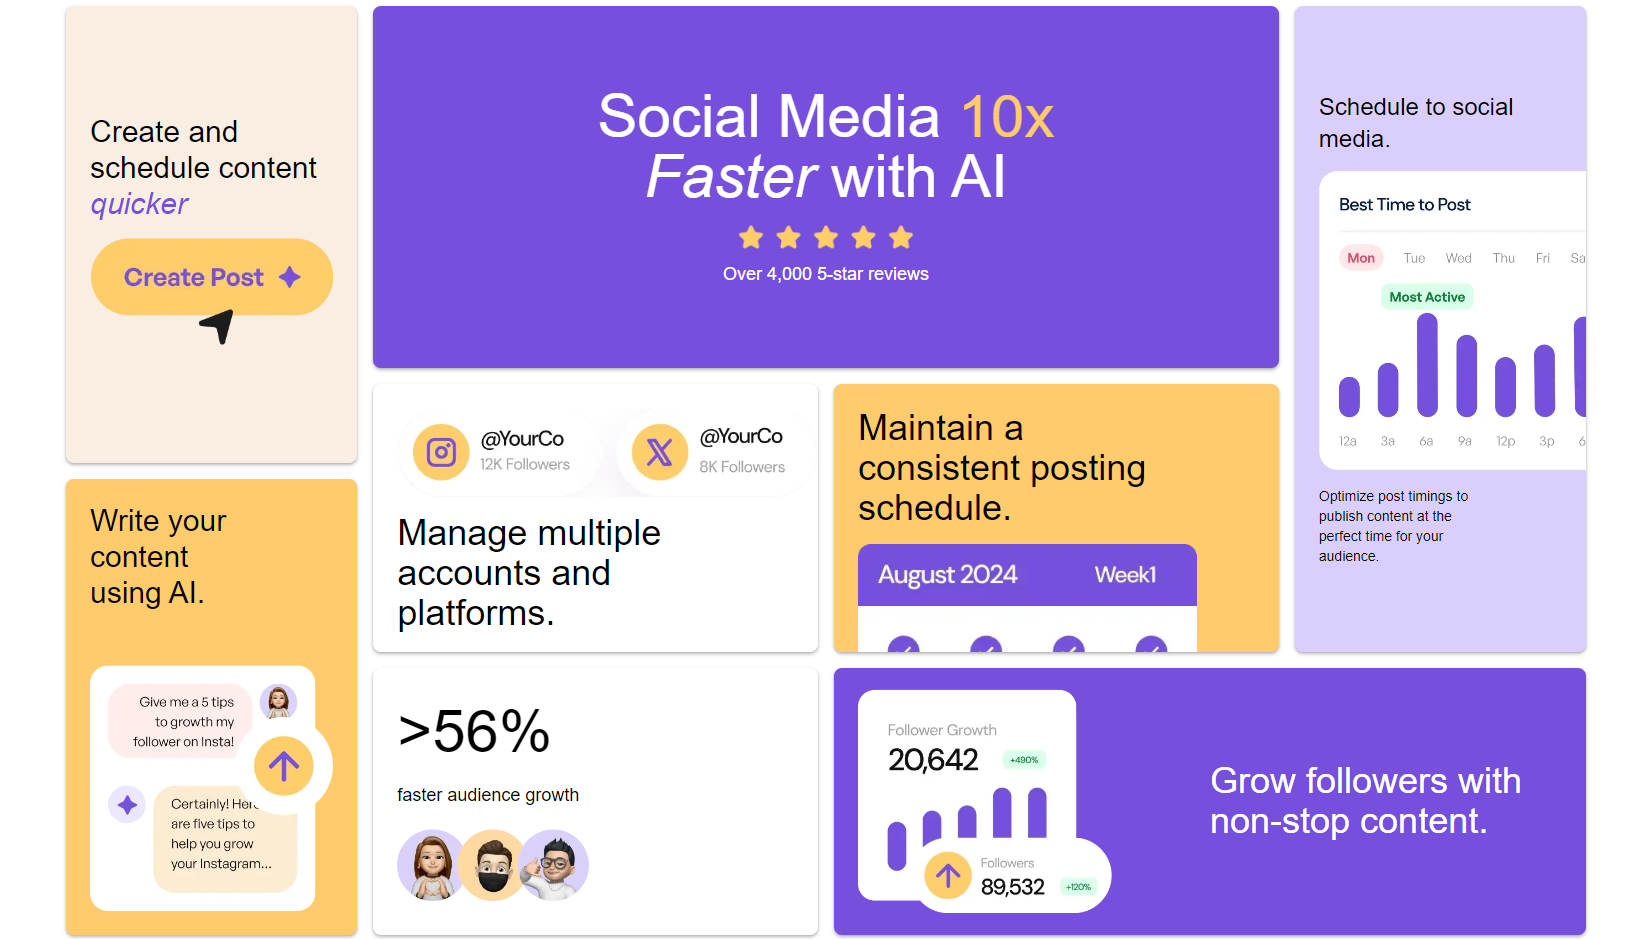 Create and
schedule content
quicker
Create Post
Social Media 10x
Faster with AI
Over 4,000 5-star reviews
Schedule to social
media.
Best Time to Post
Mon Tue Wed Thu Fri Sa
Most Active
12a 3a 6a 9a 12p 3p 6
Optimize post timings to
publish content at the
perfect time for your
audience.
Write your
content
using AI.
Give me a 5 tips
to growth my
follower on Insta!
Certainly! Here
are five tips to
help you grow
your Instagram...
@YourCo
12K Followers
@YourCo
8K Followers
Manage multiple
accounts and
platforms.
Maintain a
consistent posting
schedule.
August 2024 Week1
>56%
faster audience growth
Follower Growth
20,642 +490%
Followers
89,532 +120%
Grow followers with
non-stop content.